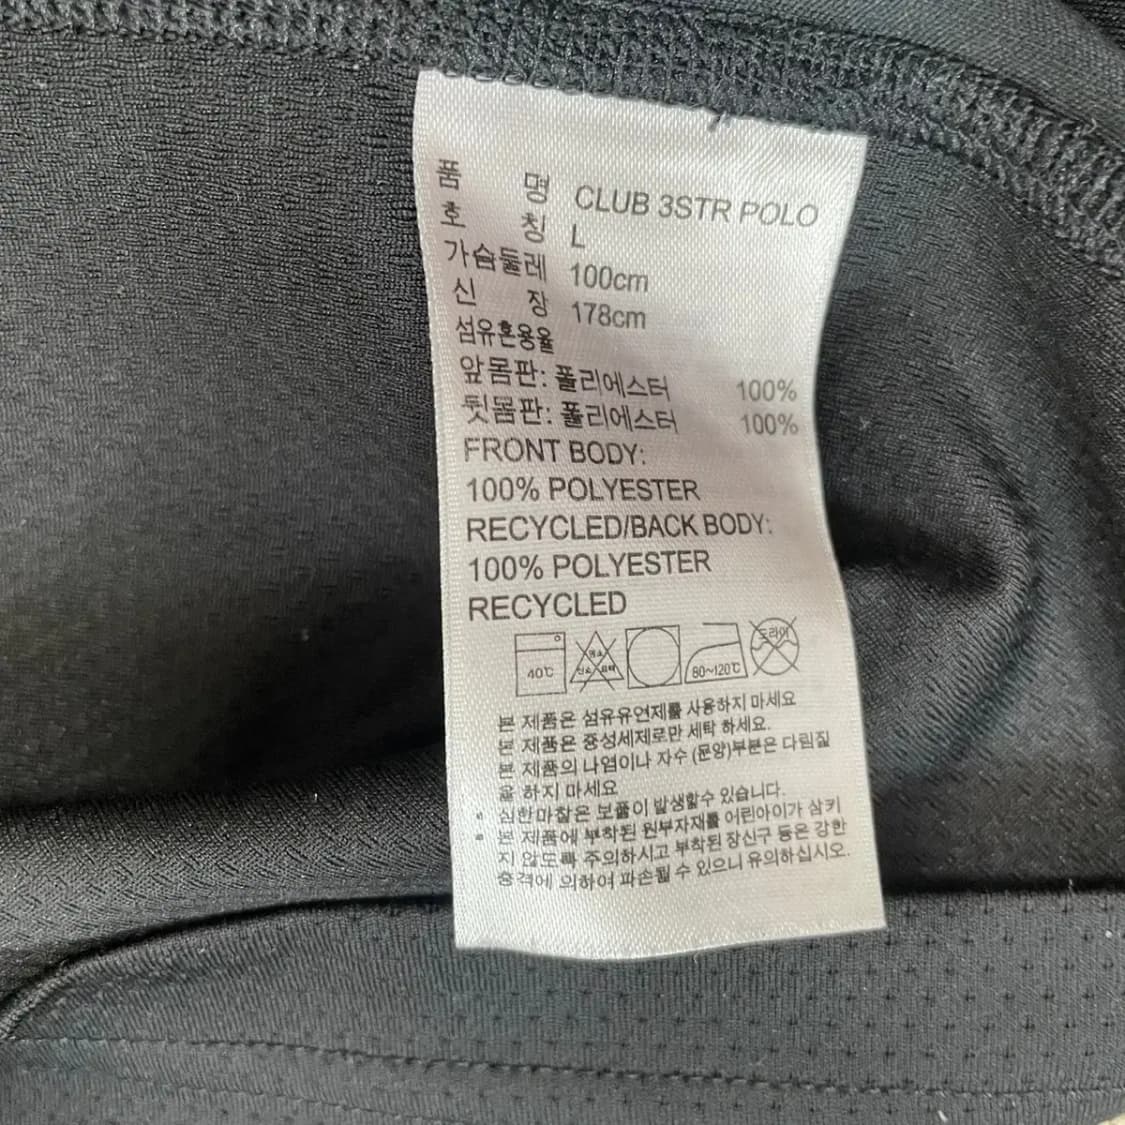 품 명 CLUB 3STR POLO
호 칭 L
가슴둘레 100cm
신 장 178cm
섬유혼용율
앞몸판: 폴리에스터 100%
뒷몸판: 폴리에스터 100%
FRONT BODY:
100% POLYESTER
RECYCLED/BACK BODY:
100% POLYESTER
RECYCLED
40℃ 염소 산소 표백 80~120℃ 드라이
본 제품은 섬유유연제를 사용하지 마세요
본 제품은 중성세제로만 세탁 하세요.
본 제품의 나염이나 자수 (문양)부분은 다림질
을 하지 마세요
* 심한마찰은 보풀이 발생할수 있습니다.
* 본 제품에 부착된 원부자재를 어린아이가 삼키
지 않도록 주의하시고 부착된 장신구 등은 강한
충격에 의하여 파손될 수 있으니 유의하십시오.